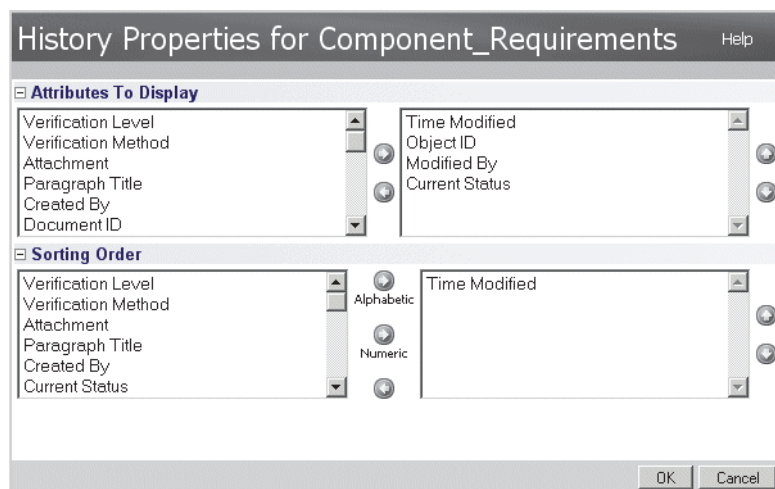 History Properties for Component_Requirements Help
Attributes To Display
Verification Level
Verification Method
Attachment
Paragraph Title
Created By
Document ID
Time Modified
Object ID
Modified By
Current Status
Sorting Order
Verification Level
Verification Method
Attachment
Paragraph Title
Created By
Current Status
Alphabetic
Numeric
Time Modified
OK Cancel